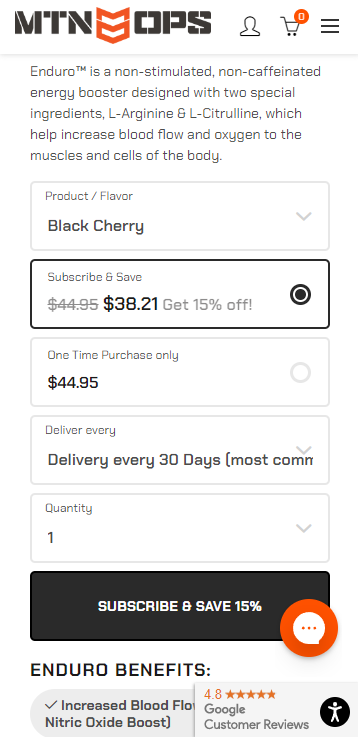 MTN OPS
0
Enduro™ is a non-stimulated, non-caffeinated
energy booster designed with two special
ingredients, L-Arginine & L-Citrulline, which
help increase blood flow and oxygen to the
muscles and cells of the body.
Product / Flavor
Black Cherry
Subscribe & Save
$44.95 $38.21 Get 15% off!
One Time Purchase only
$44.95
Deliver every
Delivery every 30 Days (most comm
Quantity
1
SUBSCRIBE & SAVE 15%
ENDURO BENEFITS:
Increased Blood Flo
Nitric Oxide Boost)
4.8 ★★★★★
Google
Customer Reviews